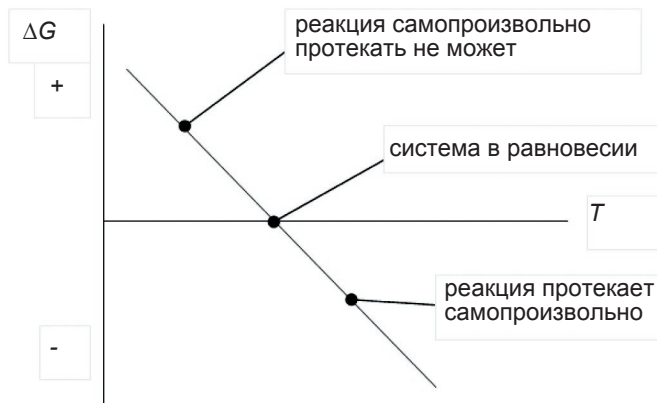 ΔG
реакция самопроизвольно
протекать не может
+
система в равновесии
T
реакция протекает
самопроизвольно
-